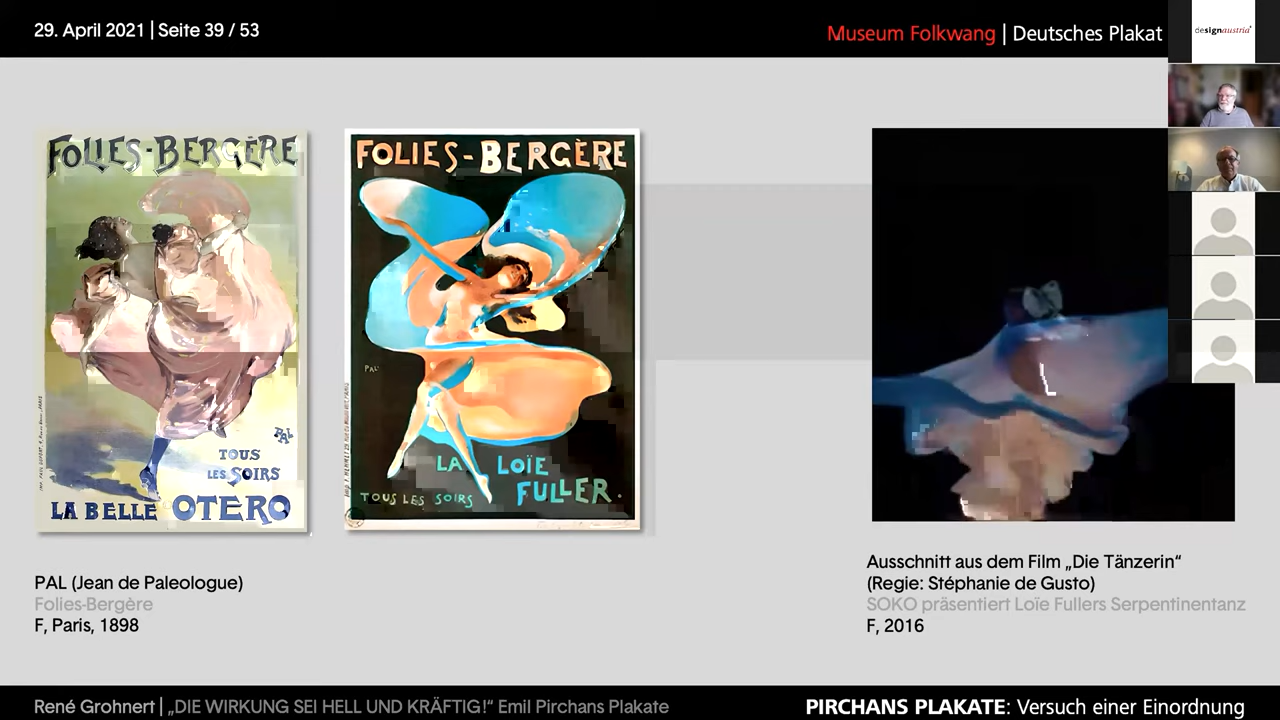 29. April 2021 | Seite 39 / 53
Museum Folkwang | Deutsches Plakat
designaustria
FOLIES-BERGÈRE
PAL
TOUS
LES SOIRS
LA BELLE OTERO
FOLIES-BERGÈRE
PAL
LA LOÏE
TOUS LES SOIRS FULLER.
PAL (Jean de Paleologue)
Folies-Bergère
F, Paris, 1898
Ausschnitt aus dem Film „Die Tänzerin“
(Regie: Stéphanie de Gusto)
SOKO präsentiert Loïe Fullers Serpentinentanz
F, 2016
René Grohnert | „DIE WIRKUNG SEI HELL UND KRÄFTIG!“ Emil Pirchans Plakate
PIRCHANS PLAKATE: Versuch einer Einordnung